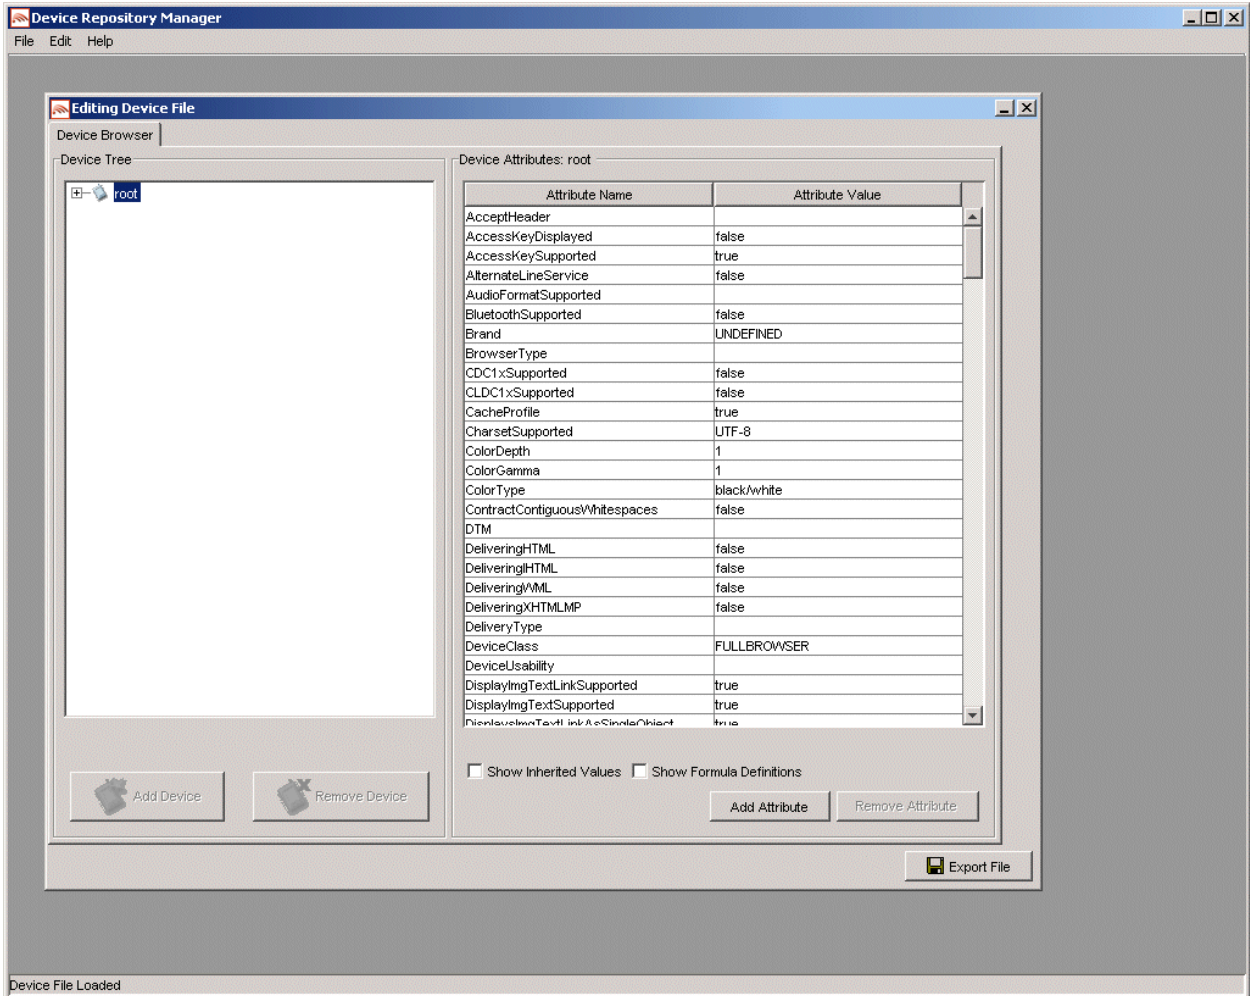 Device Repository Manager
File Edit Help
Editing Device File
Device Browser
Device Tree
root
Add Device
Remove Device
Device Attributes: root
Attribute Name Attribute Value
AcceptHeader
AccessKeyDisplayed false
AccessKeySupported true
AlternateLineService false
AudioFormatSupported
BluetoothSupported false
Brand UNDEFINED
BrowserType
CDC1xSupported false
CLDC1xSupported false
CacheProfile true
CharsetSupported UTF-8
ColorDepth 1
ColorGamma 1
ColorType black/white
ContractContiguousWhitespaces false
DTM
DeliveringHTML false
DeliveringIHTML false
DeliveringWML false
DeliveringXHTMLMP false
DeliveryType
DeviceClass FULLBROWSER
DeviceUsability
DisplayImgTextLinkSupported true
DisplayImgTextSupported true
DisplaysImgTextLinkAsSingleObject true
Show Inherited Values Show Formula Definitions
Add Attribute Remove Attribute
Export File
Device File Loaded